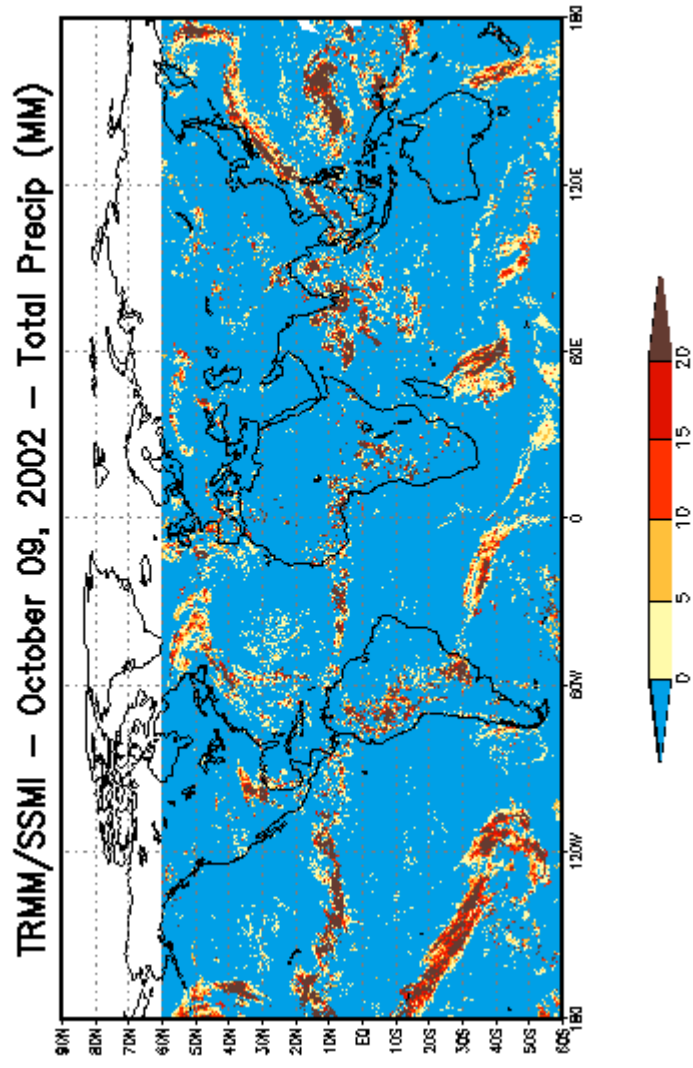 TRMM/SSMI – October 09, 2002 – Total Precip (MM)
90N
80N
70N
60N
50N
40N
30N
20N
10N
EQ
10S
20S
30S
40S
50S
60S
180
120W
60W
0
60E
120E
180
0
5
10
15
20